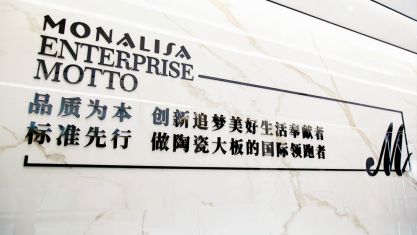 MONALISA
ENTERPRISE
MOTTO
品质为本 创新追梦美好生活奉献者
标准先行 做陶瓷大板的国际领跑者
M